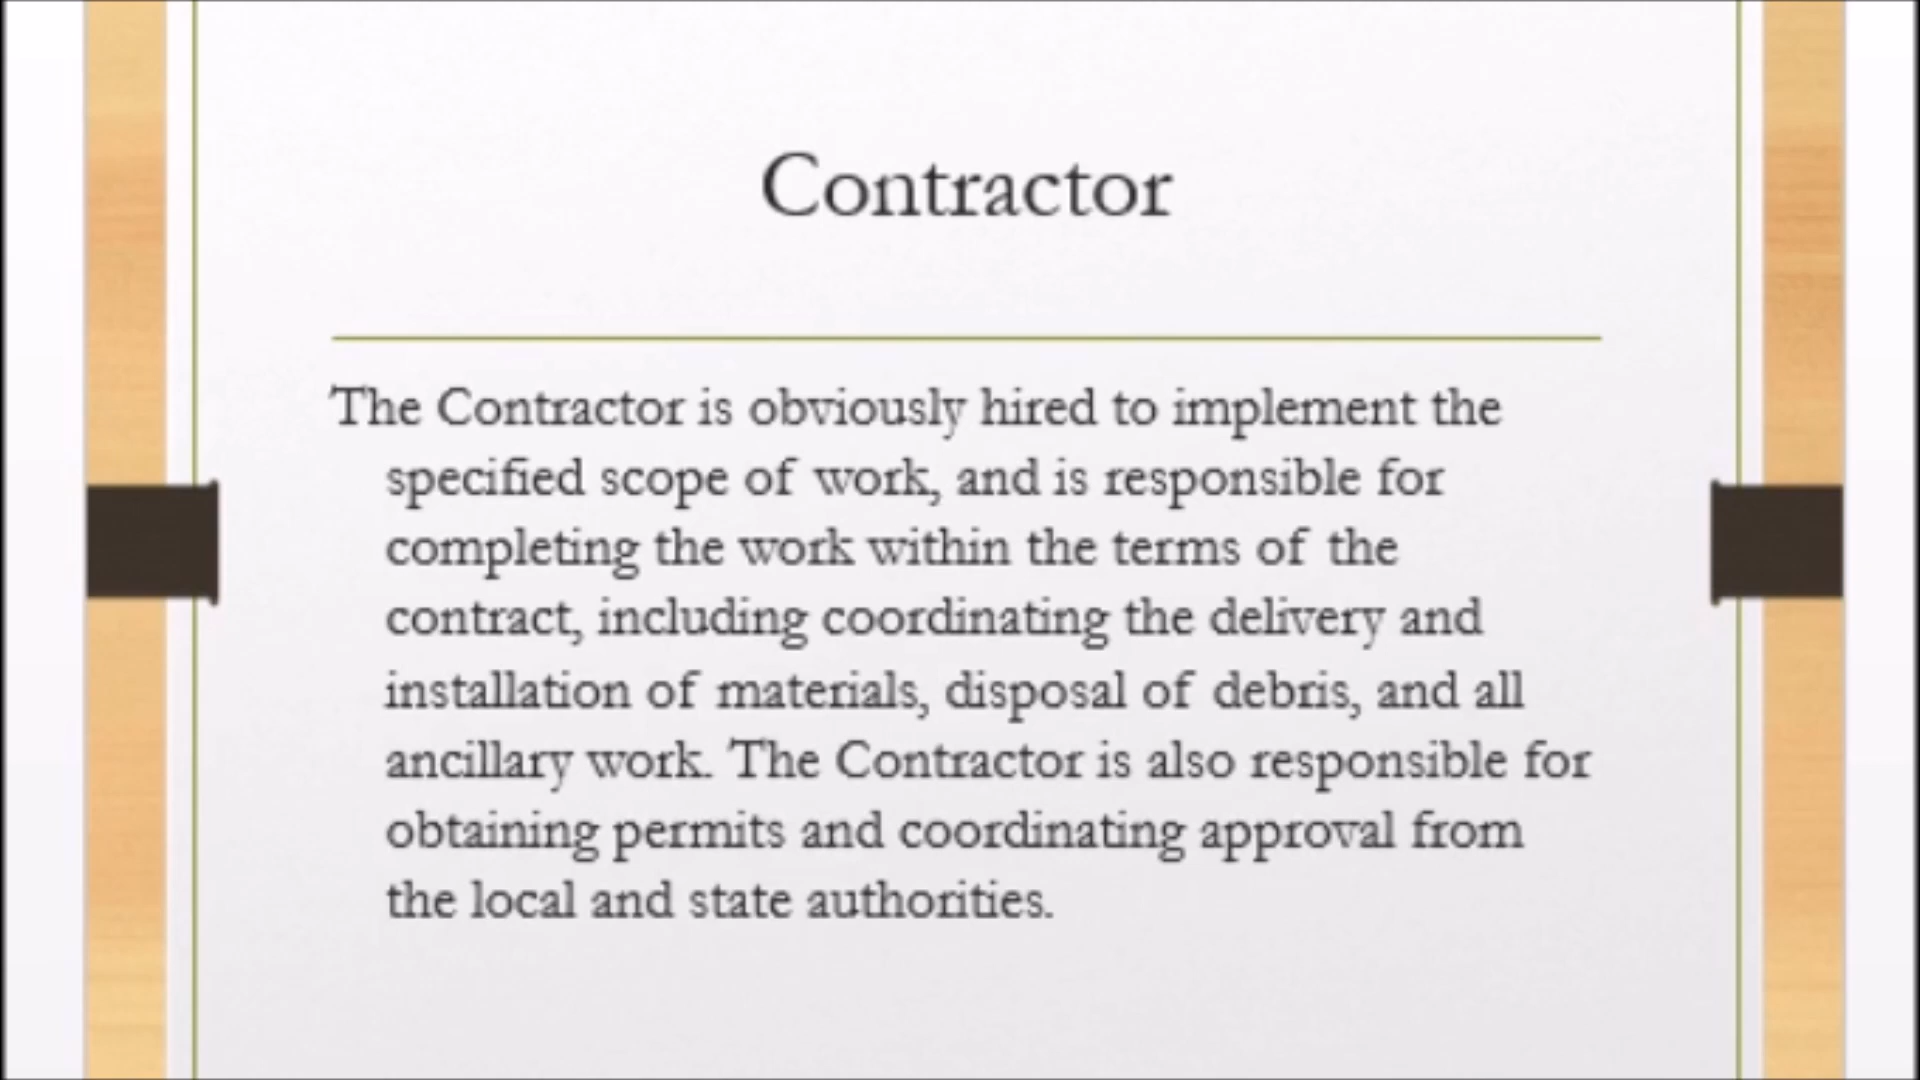 Contractor
The Contractor is obviously hired to implement the
specified scope of work, and is responsible for
completing the work within the terms of the
contract, including coordinating the delivery and
installation of materials, disposal of debris, and all
ancillary work. The Contractor is also responsible for
obtaining permits and coordinating approval from
the local and state authorities.